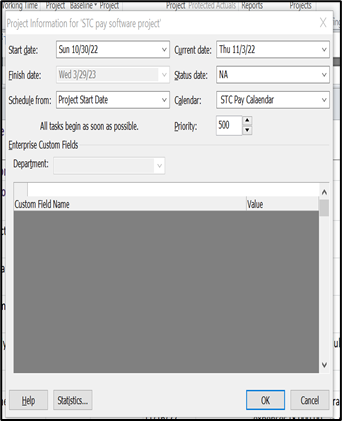 Working Time Project Baseline Project Project Protected Actuals Reports Projects
Project Information for 'STC pay software project'
Start date: Sun 10/30/22 Current date: Thu 11/3/22
Finish date: Wed 3/29/23 Status date: NA
Schedule from: Project Start Date Calendar: STC Pay Calaendar
All tasks begin as soon as possible. Priority: 500
Enterprise Custom Fields
Department:
Custom Field Name Value
Help Statistics... OK Cancel